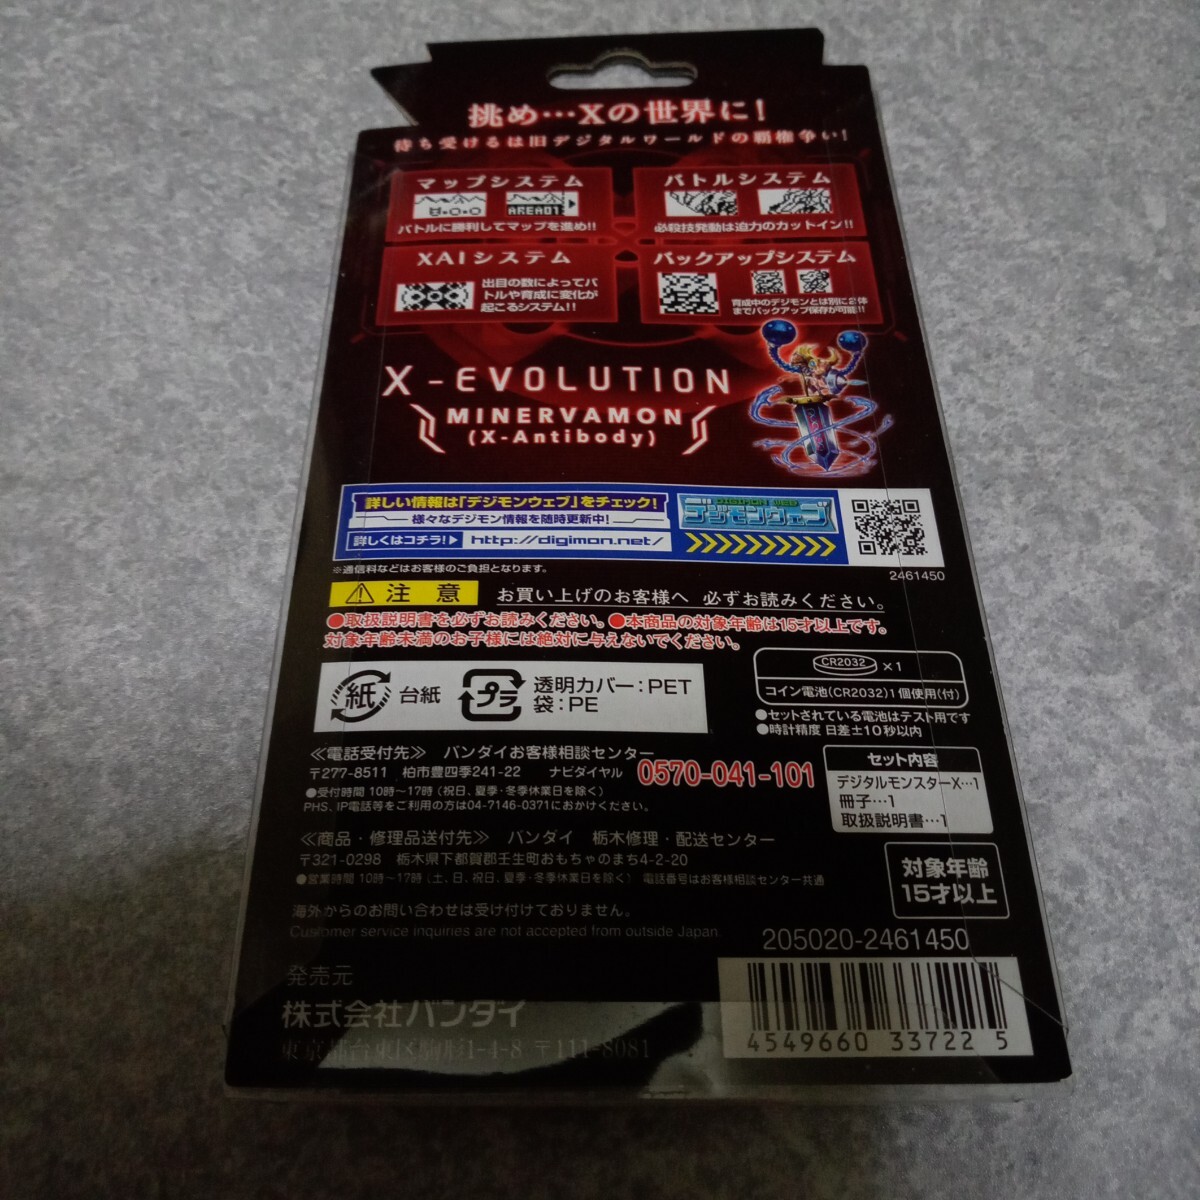 挑め…Xの世界に!
待ち受けるは旧デジタルワールドの覇権争い!
マップシステム
AREA01
バトルに勝利してマップを進め!!
バトルシステム
必殺技発動は迫力のカットイン!!
XAIシステム
出目の数によってバ
トルや育成に変化が
起こるシステム!!
バックアップシステム
育成中のデジモンとは別に2体
までバックアップ保存が可能!!
X-EVOLUTION
MINERVAMON
(X-Antibody)
詳しい情報は「デジモンウェブ」をチェック!
様々なデジモン情報を随時更新中!
詳しくはコチラ!▶ http://digimon.net/
DIGIMON WEB
デジモンウェブ
※通信料などはお客様のご負担となります。
2461450
⚠注意 お買い上げのお客様へ 必ずお読みください。
●取扱説明書を必ずお読みください。●本商品の対象年齢は15才以上です。
対象年齢未満のお子様には絶対に与えないでください。
紙 台紙
プラ 透明カバー:PET
袋:PE
CR2032 ×1
コイン電池(CR2032)1個使用(付)
●セットされている電池はテスト用です
●時計精度 日差±10秒以内
≪電話受付先≫ バンダイお客様相談センター
〒277-8511 柏市豊四季241-22 ナビダイヤル 0570-041-101
●受付時間 10時〜17時(祝日、夏季・冬季休業日を除く)
PHS、IP電話等をご利用の方は04-7146-0371におかけください。
セット内容
デジタルモンスターX…1
冊子…1
取扱説明書…1
≪商品・修理品送付先≫ バンダイ 栃木修理・配送センター
〒321-0298 栃木県下都賀郡壬生町おもちゃのまち4-2-20
●営業時間 10時〜17時(土、日、祝日、夏季・冬季休業日を除く) 電話番号はお客様相談センター共通
対象年齢
15才以上
海外からのお問い合わせは受け付けておりません。
Customer service inquiries are not accepted from outside Japan.
205020-2461450
発売元
株式会社バンダイ
東京都台東区駒形1-4-8 〒111-8081
4549660 33722 5